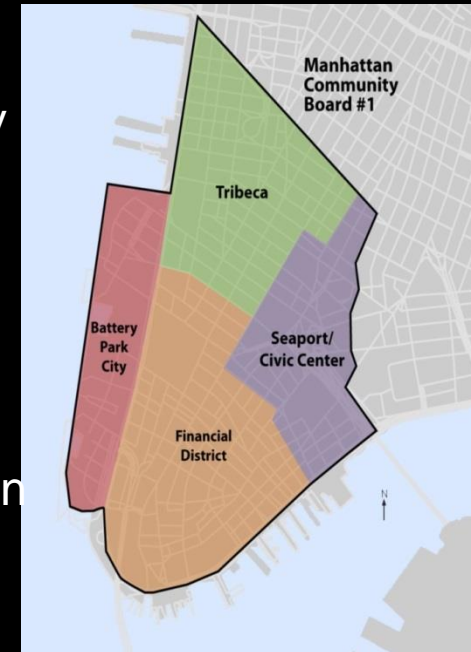 Manhattan
Community
Board #1
Tribeca
Battery
Park
City
Seaport/
Civic Center
Financial
District
N